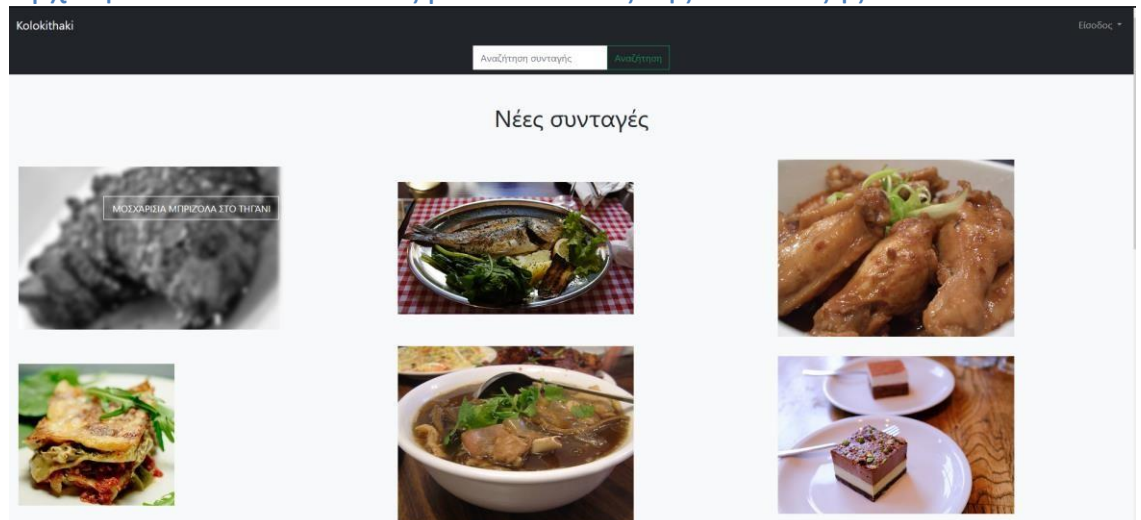 Kolokithaki
Είσοδος
Αναζήτηση συνταγής
Αναζήτηση
Νέες συνταγές
ΜΟΣΧΑΡΙΣΙΑ ΜΠΡΙΖΟΛΑ ΣΤΟ ΤΗΓΑΝΙ